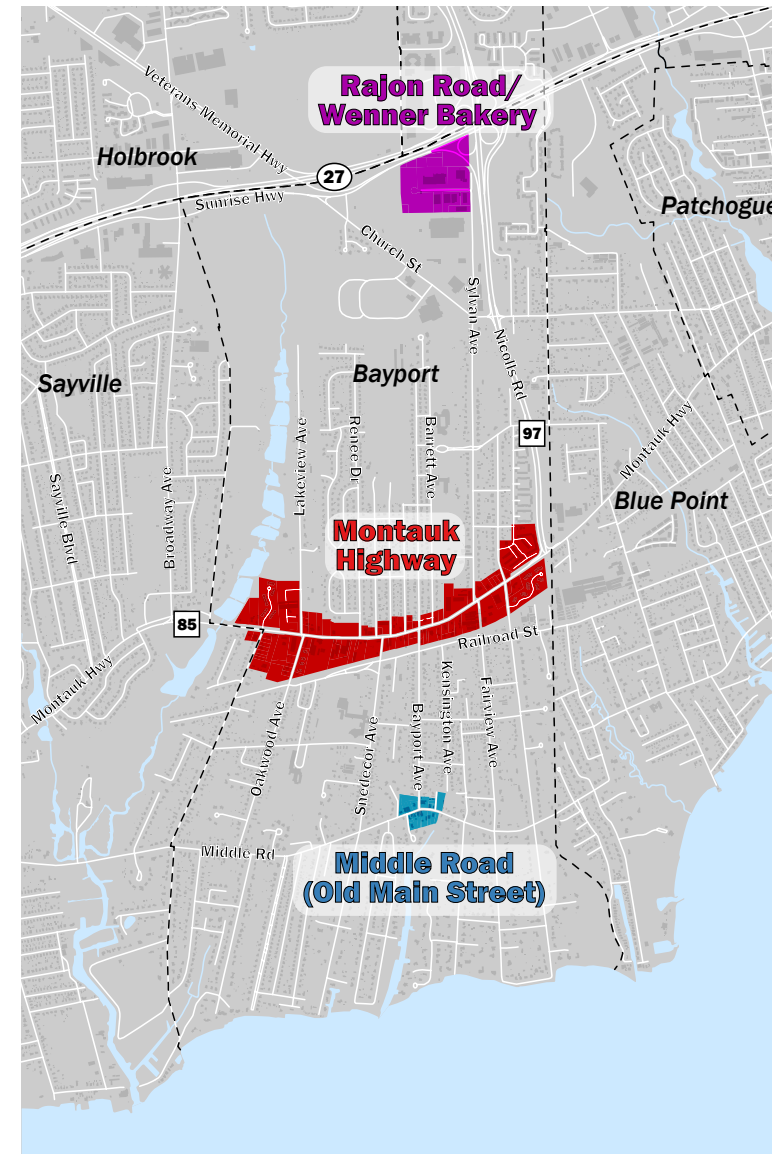 Veterans Memorial Hwy
Rajon Road/
Wenner Bakery
Holbrook
27
Sunrise Hwy
Patchogue
Church St
Sylvan Ave
Nicolls Rd
Sayville
Bayport
Lakeview Ave
Renee Dr
Barrett Ave
97
Montauk Hwy
Sayville Blvd
Broadway Ave
Blue Point
Montauk
Highway
85
Railroad St
Montauk Hwy
Oakwood Ave
Snedecor Ave
Bayport Ave
Kensington Ave
Fairview Ave
Middle Rd
Middle Road
(Old Main Street)